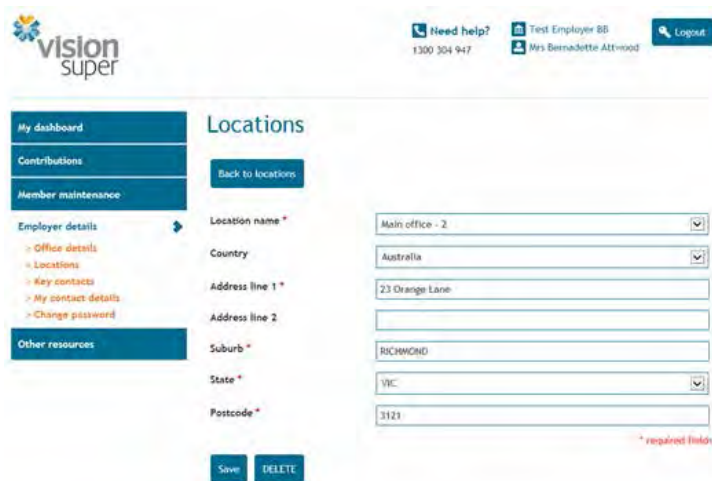 vision
super
Need help?
1300 304 947
Test Employer BB
Mrs Bernadette Attwood
Logout
My dashboard
Contributions
Member maintenance
Employer details
> Office details
> Locations
> Key contacts
> My contact details
> Change password
Other resources
Locations
Back to locations
Location name * Main office - 2
Country Australia
Address line 1 * 23 Orange Lane
Address line 2
Suburb * RICHMOND
State * VIC
Postcode * 3121
* required fields
Save DELETE